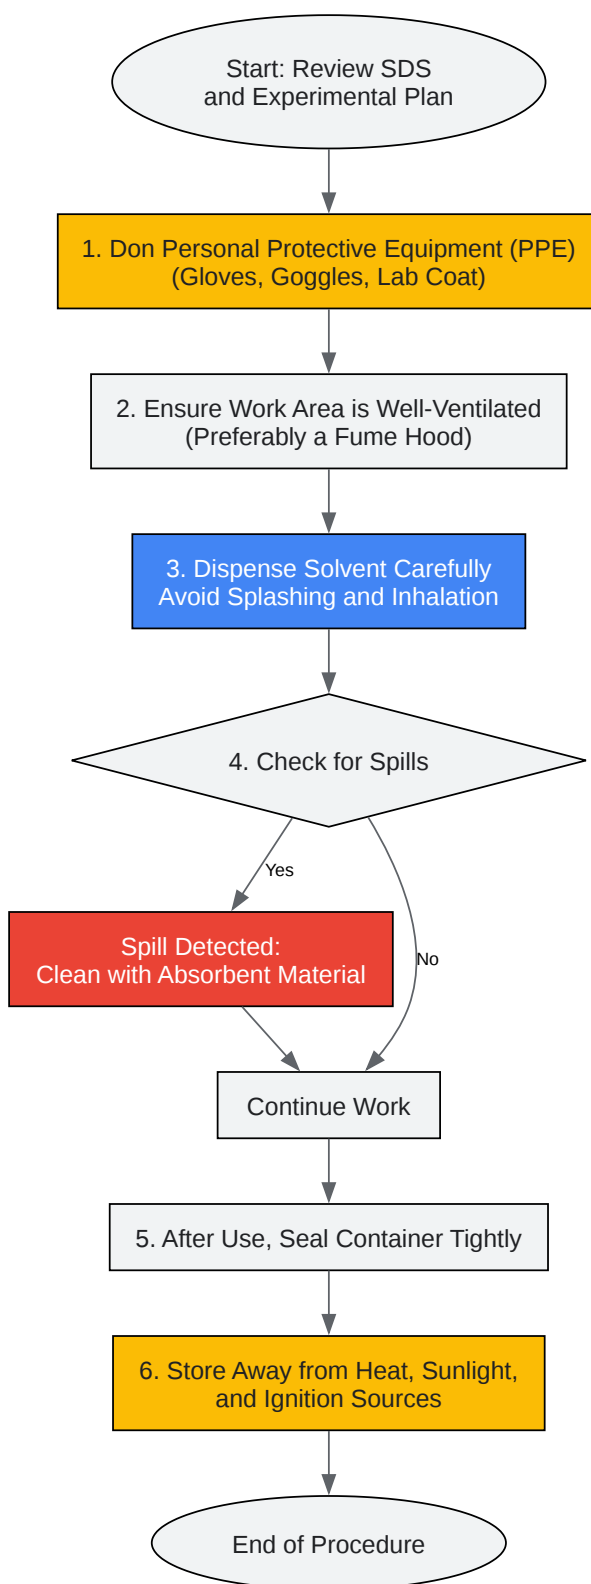 Start: Review SDS
and Experimental Plan
1. Don Personal Protective Equipment (PPE)
(Gloves, Goggles, Lab Coat)
2. Ensure Work Area is Well-Ventilated
(Preferably a Fume Hood)
3. Dispense Solvent Carefully
Avoid Splashing and Inhalation
4. Check for Spills
Yes
Spill Detected:
Clean with Absorbent Material
No
Continue Work
5. After Use, Seal Container Tightly
6. Store Away from Heat, Sunlight,
and Ignition Sources
End of Procedure